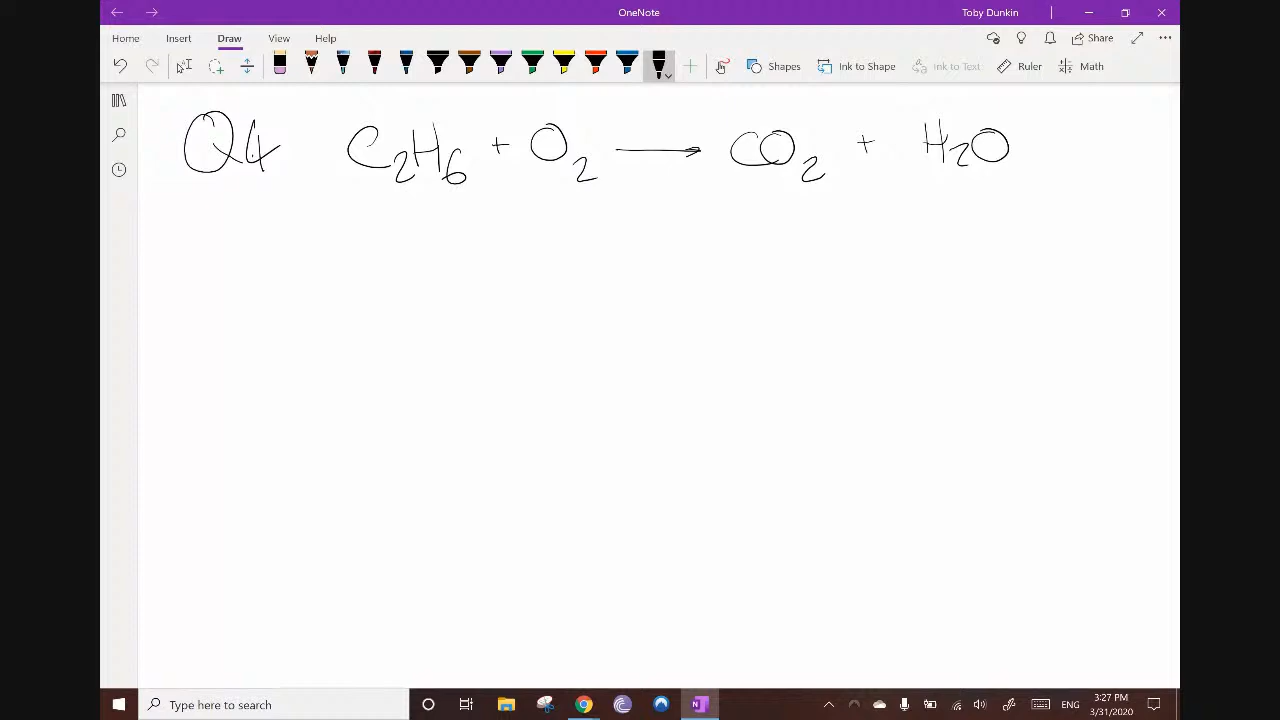 OneNote
Toby Dunkin
Home Insert Draw View Help
Share
Shapes Ink to Shape Ink to Text Ruler Math
Q4 C₂H₆ + O₂ ⟶ CO₂ + H₂O
Type here to search
N
ENG
3:27 PM
3/31/2020